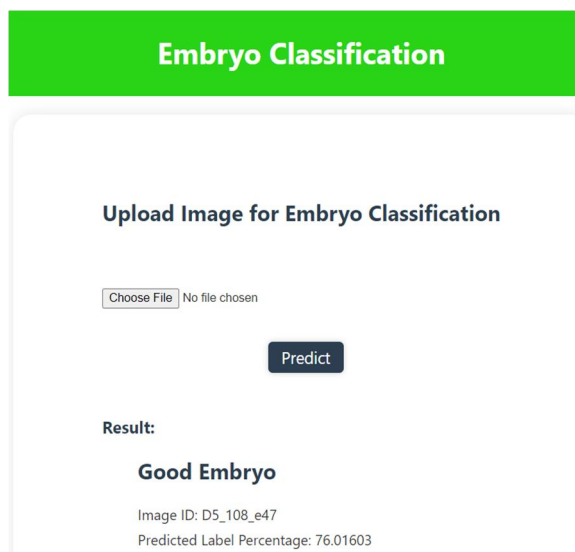 Embryo Classification
Upload Image for Embryo Classification
Choose File No file chosen
Predict
Result:
Good Embryo
Image ID: D5_108_e47
Predicted Label Percentage: 76.01603